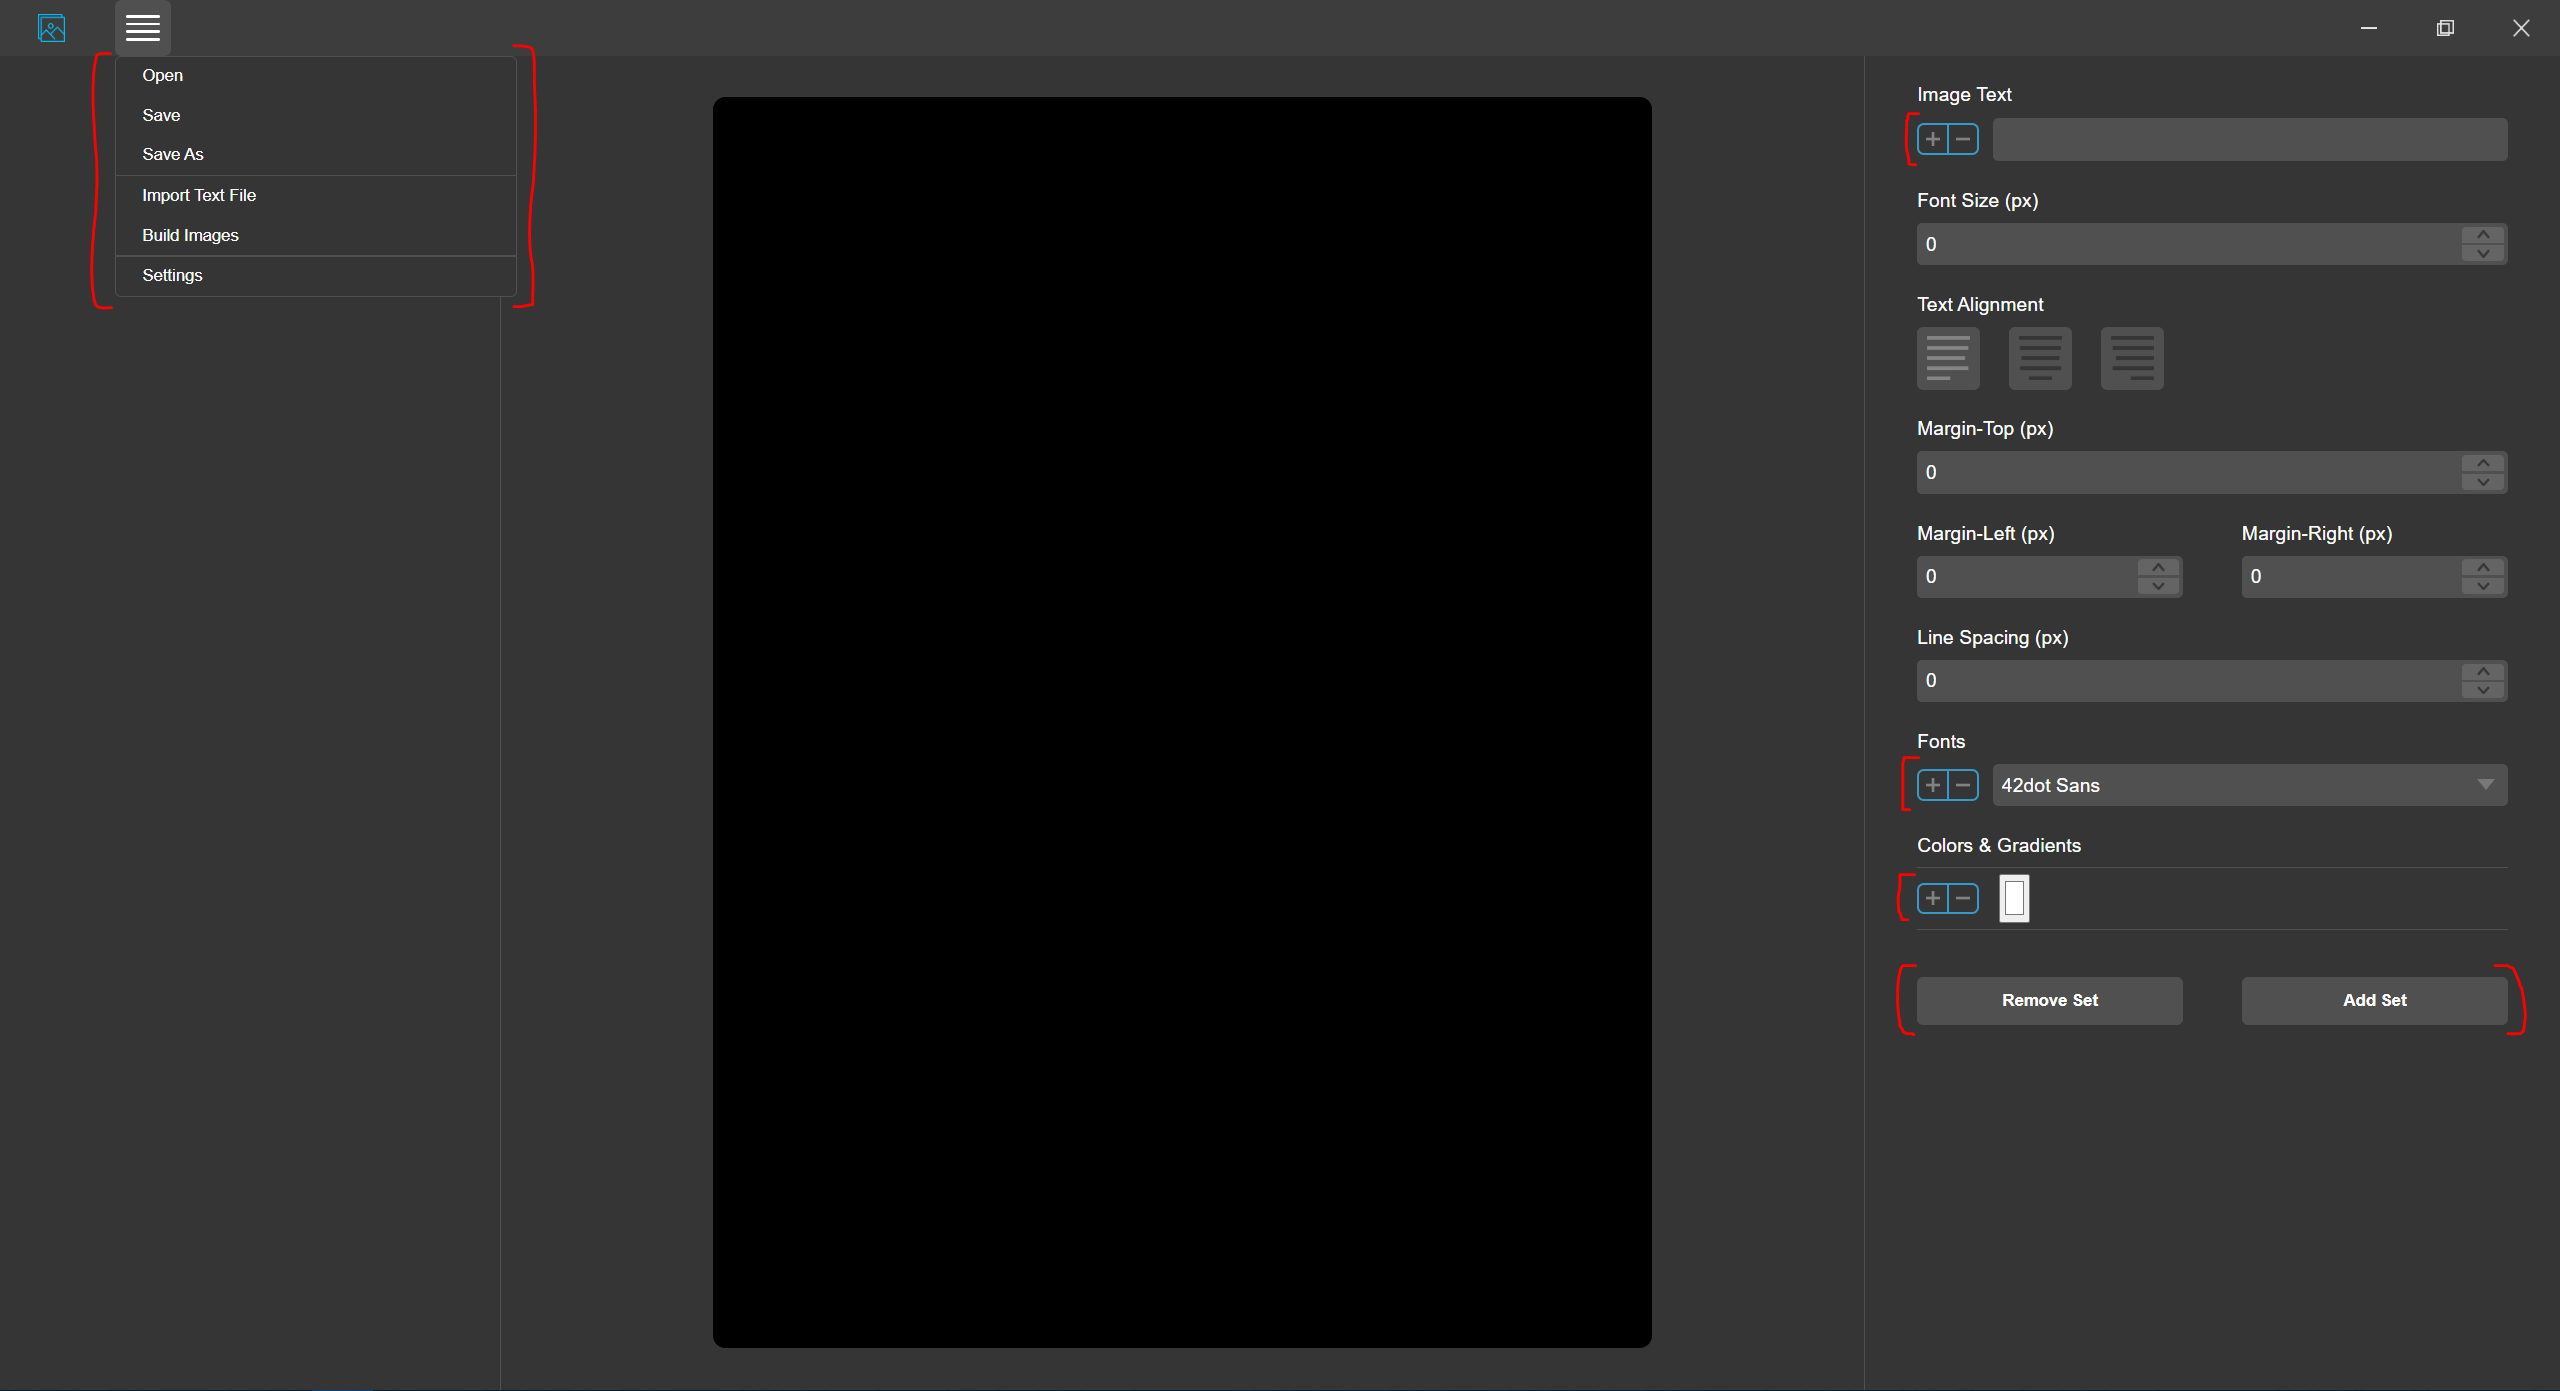 Open
Save
Save As
Import Text File
Build Images
Settings
Image Text
Font Size (px)
0
Text Alignment
Margin-Top (px)
0
Margin-Left (px) Margin-Right (px)
0 0
Line Spacing (px)
0
Fonts
42dot Sans
Colors & Gradients
Remove Set Add Set